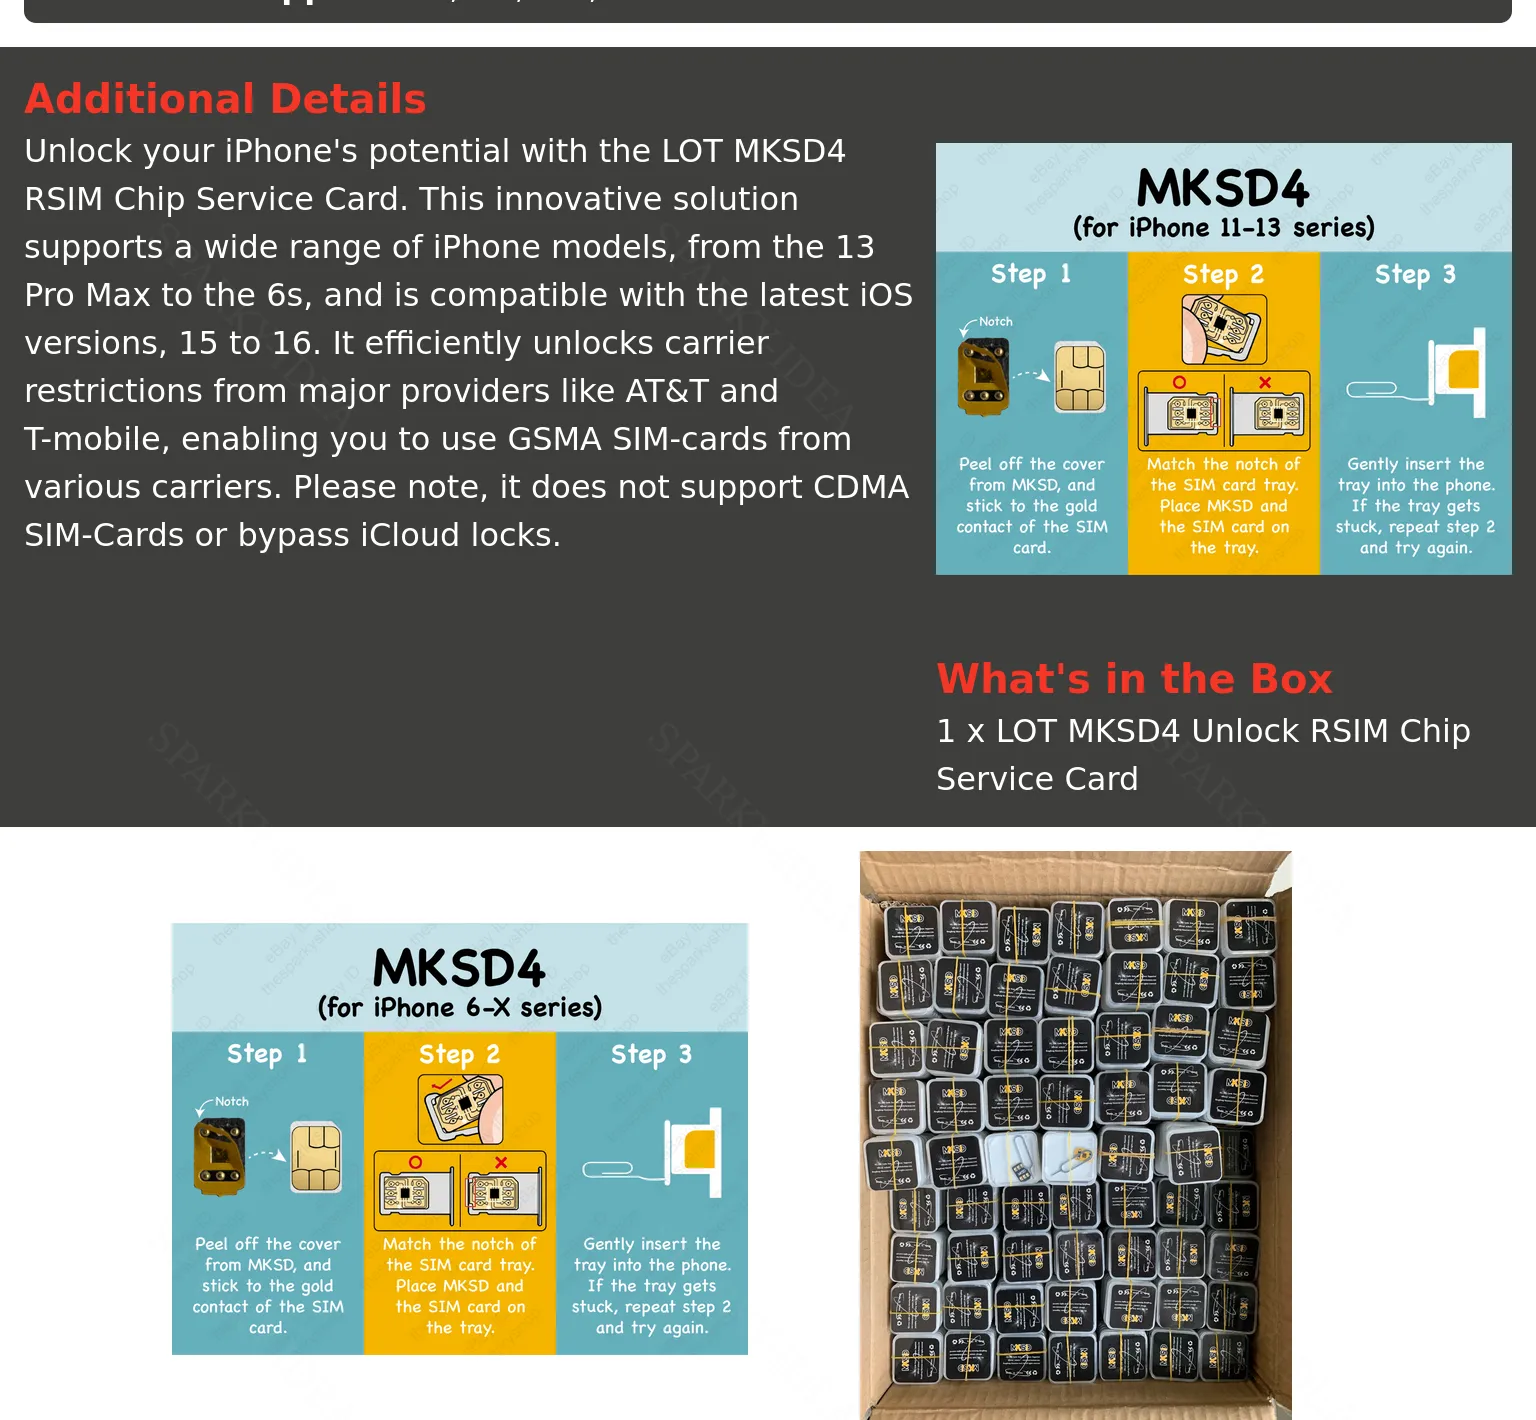 Additional Details
Unlock your iPhone's potential with the LOT MKSD4
RSIM Chip Service Card. This innovative solution
supports a wide range of iPhone models, from the 13
Pro Max to the 6s, and is compatible with the latest iOS
versions, 15 to 16. It efficiently unlocks carrier
restrictions from major providers like AT&T and
T-mobile, enabling you to use GSMA SIM-cards from
various carriers. Please note, it does not support CDMA
SIM-Cards or bypass iCloud locks.
MKSD4
(for iPhone 11-13 series)
Step 1
Notch
Peel off the cover
from MKSD, and
stick to the gold
contact of the SIM
card.
Step 2
Match the notch of
the SIM card tray.
Place MKSD and
the SIM card on
the tray.
Step 3
Gently insert the
tray into the phone.
If the tray gets
stuck, repeat step 2
and try again.
What's in the Box
1 x LOT MKSD4 Unlock RSIM Chip
Service Card
MKSD4
(for iPhone 6-X series)
Step 1
Notch
Peel off the cover
from MKSD, and
stick to the gold
contact of the SIM
card.
Step 2
Match the notch of
the SIM card tray.
Place MKSD and
the SIM card on
the tray.
Step 3
Gently insert the
tray into the phone.
If the tray gets
stuck, repeat step 2
and try again.